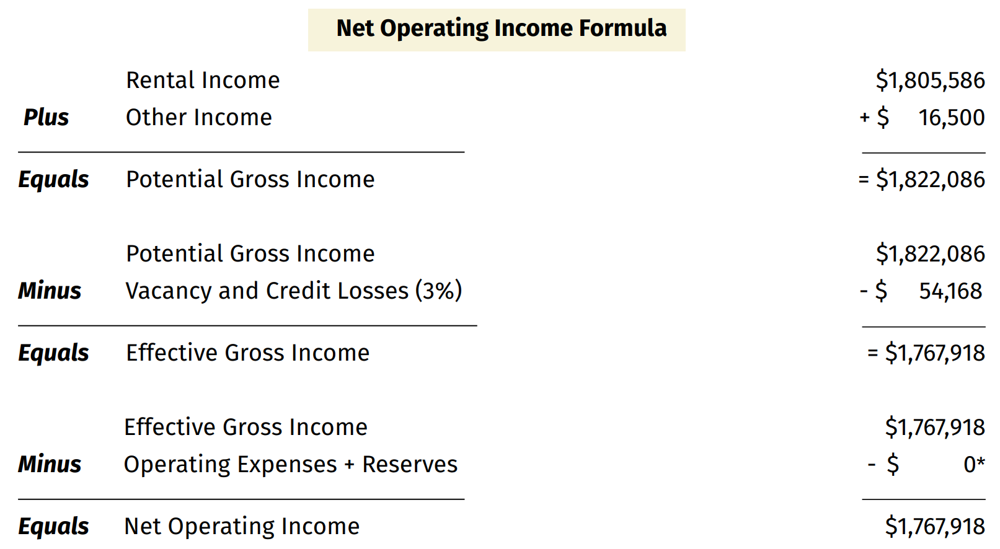 Net Operating Income Formula
Rental Income $1,805,586
Plus Other Income + $ 16,500
Equals Potential Gross Income = $1,822,086
Potential Gross Income $1,822,086
Minus Vacancy and Credit Losses (3%) - $ 54,168
Equals Effective Gross Income = $1,767,918
Effective Gross Income $1,767,918
Minus Operating Expenses + Reserves - $ 0*
Equals Net Operating Income $1,767,918